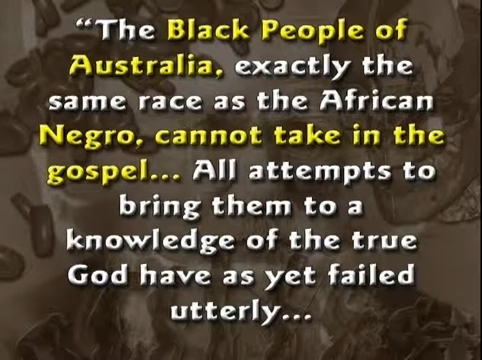 “The Black People of
Australia, exactly the
same race as the African
Negro, cannot take in the
gospel... All attempts to
bring them to a
knowledge of the true
God have as yet failed
utterly...